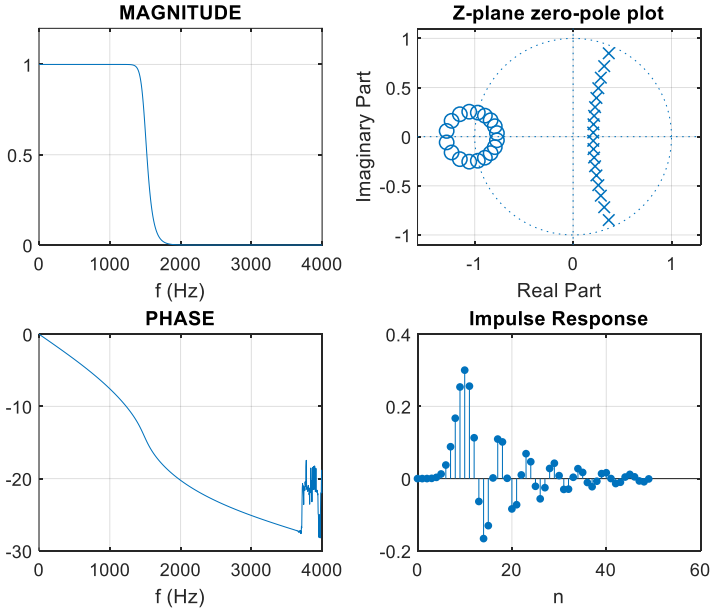 MAGNITUDE
1
0.5
0
0 1000 2000 3000 4000
f (Hz)
Z-plane zero-pole plot
Imaginary Part
1
0.5
0
-0.5
-1
-1 0 1
Real Part
PHASE
0
-10
-20
-30
0 1000 2000 3000 4000
f (Hz)
Impulse Response
0.4
0.2
0
-0.2
0 20 40 60
n